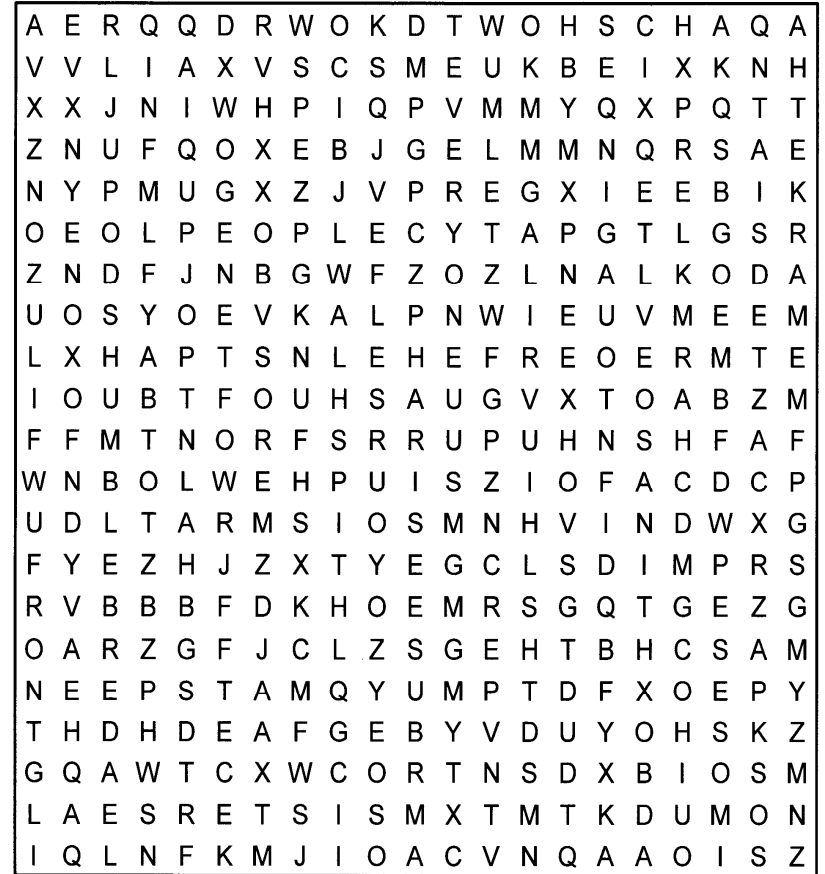 A E R Q Q D R W O K D T W O H S C H A Q A
V V L I A X V S C S M E U K B E I X K N H
X X J N I W H P I Q P V M M Y Q X P Q T T
Z N U F Q O X E B J G E L M M N Q R S A E
N Y P M U G X Z J V P R E G X I E E B I K
O E O L P E O P L E C Y T A P G T L G S R
Z N D F J N B G W F Z O Z L N A L K O D A
U O S Y O E V K A L P N W I E U V M E E M
L X H A P T S N L E H E F R E O E R M T E
I O U B T F O U H S A U G V X T O A B Z M
F F M T N O R F S R R U P U H N S H F A F
W N B O L W E H P U I S Z I O F A C D C P
U D L T A R M S I O S M N H V I N D W X G
F Y E Z H J Z X T Y E G C L S D I M P R S
R V B B B F D K H O E M R S G Q T G E Z G
O A R Z G F J C L Z S G E H T B H C S A M
N E E P S T A M Q Y U M P T D F X O E P Y
T H D H D E A F G E B Y V D U Y O H S K Z
G Q A W T C X W C O R T N S D X B I O S M
L A E S R E T S I S M X T M T K D U M O N
I Q L N F K M J I O A C V N Q A A O I S Z